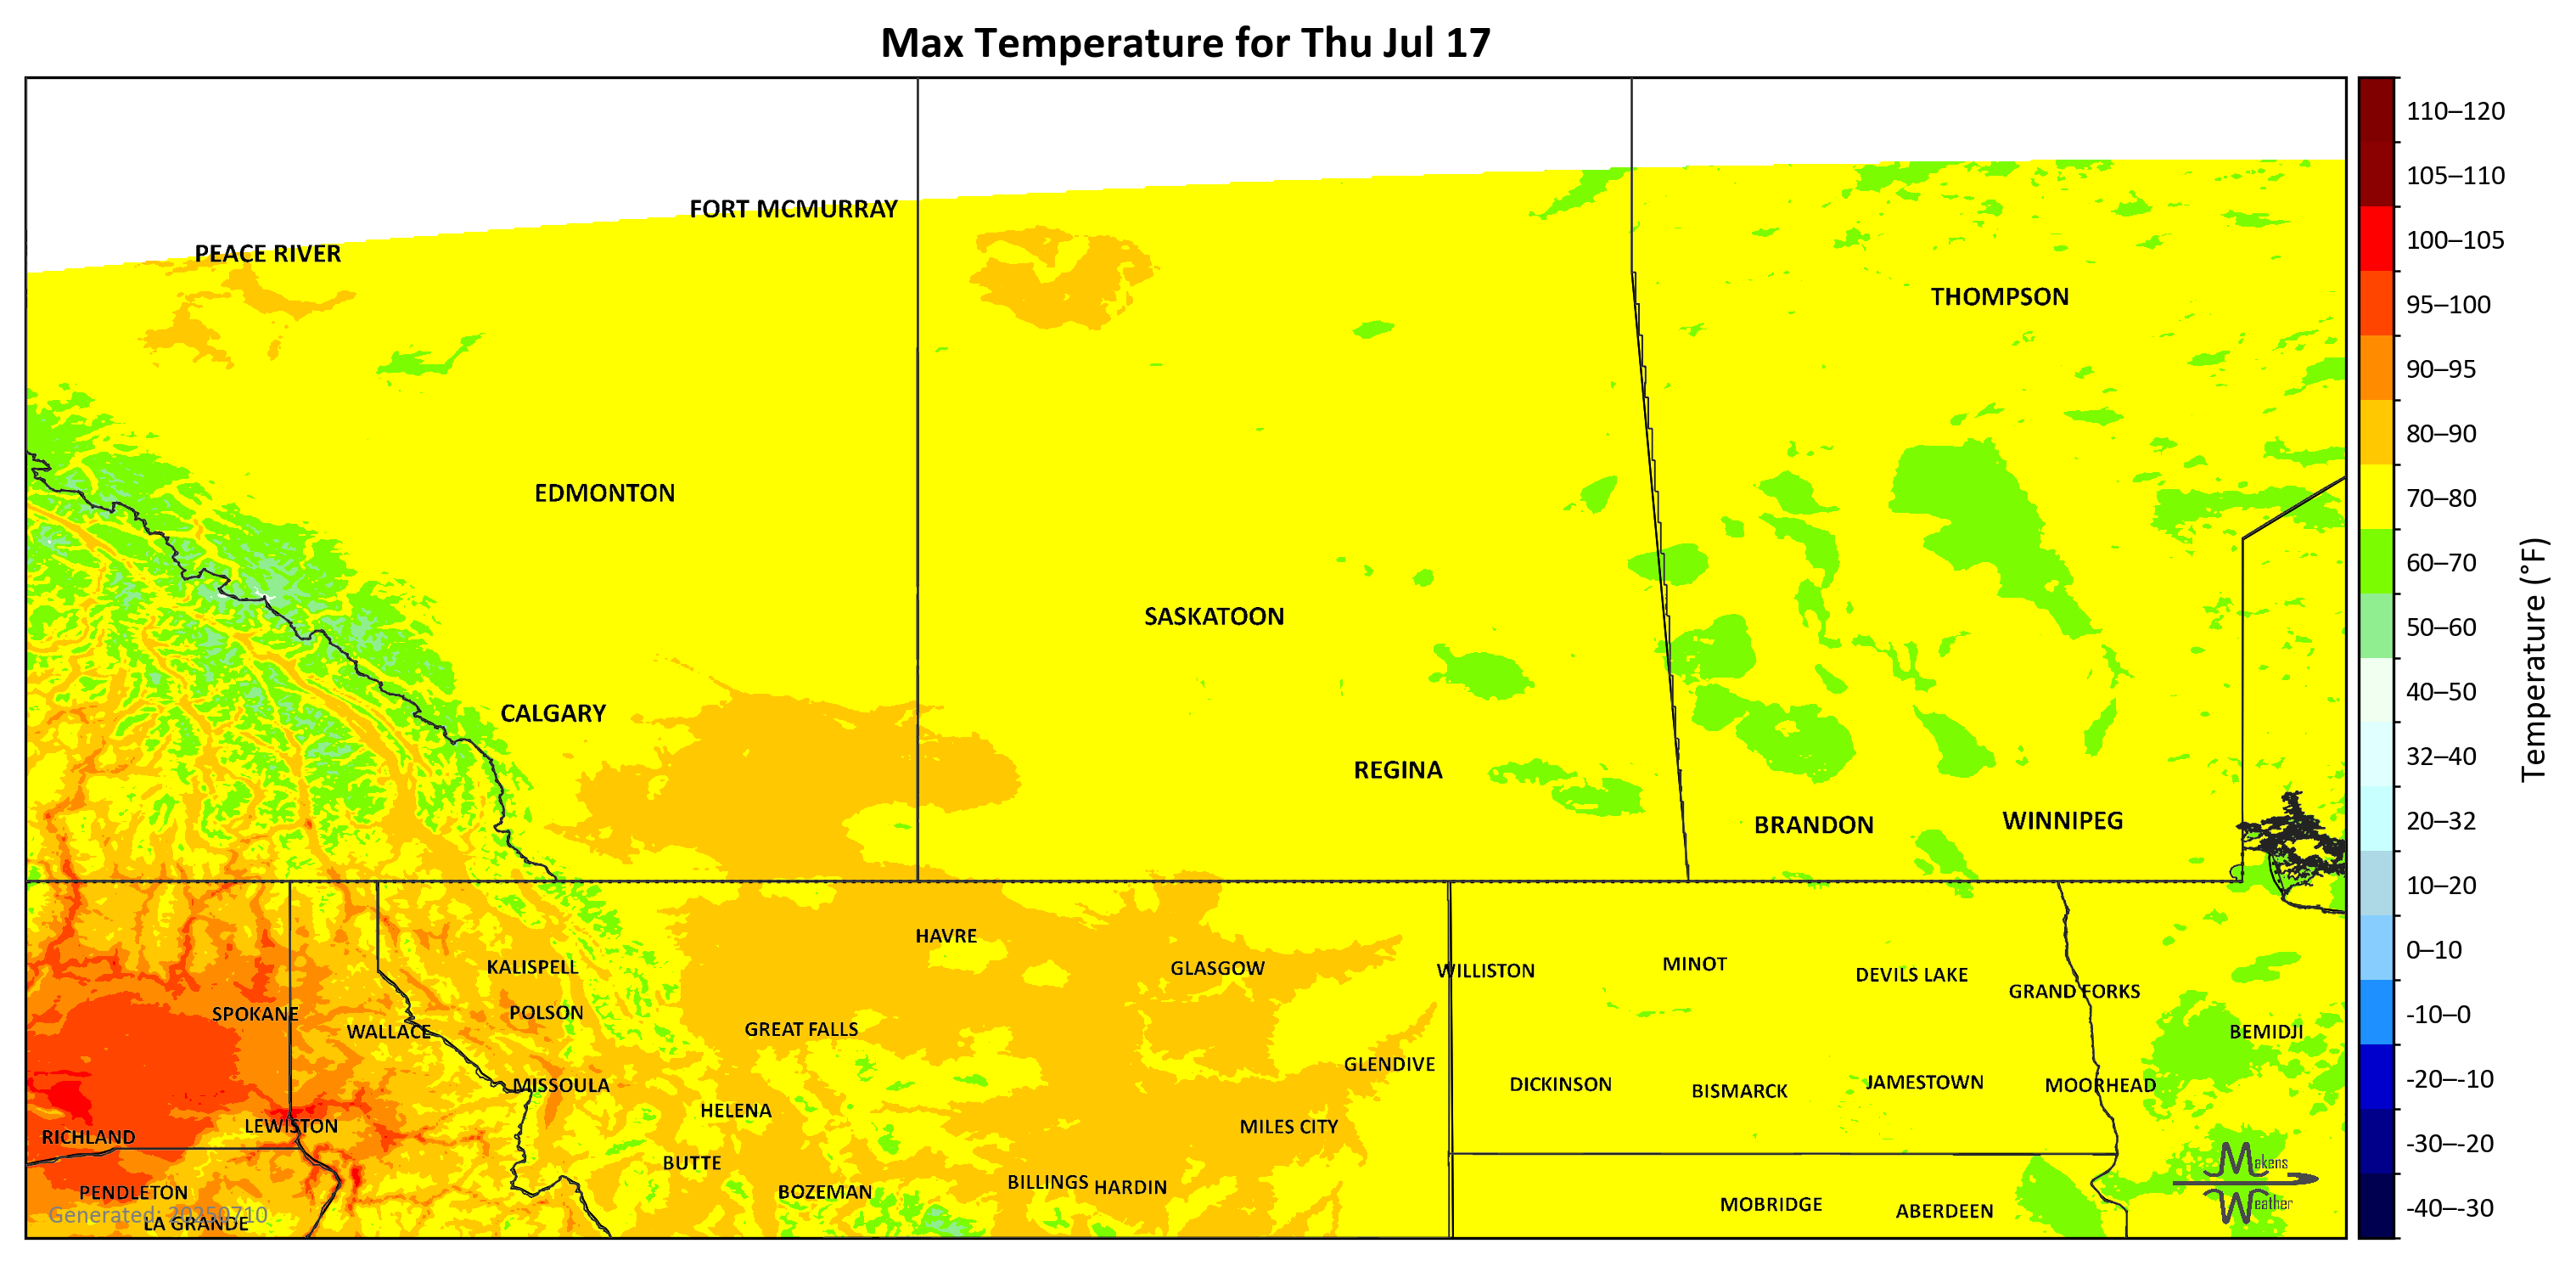 Max Temperature for Thu Jul 17
FORT MCMURRAY
PEACE RIVER
THOMPSON
EDMONTON
SASKATOON
CALGARY
REGINA
BRANDON
WINNIPEG
HAVRE
KALISPELL
GLASGOW
WILLISTON
MINOT
DEVILS LAKE
GRAND FORKS
SPOKANE
POLSON
WALLACE
GREAT FALLS
BEMIDJI
GLENDIVE
MISSOULA
DICKINSON
BISMARCK
JAMESTOWN
MOORHEAD
HELENA
LEWISTON
MILES CITY
RICHLAND
BUTTE
BILLINGS
HARDIN
PENDLETON
BOZEMAN
MOBRIDGE
ABERDEEN
Generated: 20250710
LA GRANDE
Makens
Weather
110–120
105–110
100–105
95–100
90–95
80–90
70–80
60–70
50–60
40–50
32–40
20–32
10–20
0–10
-10–0
-20–-10
-30–-20
-40–-30
Temperature (°F)